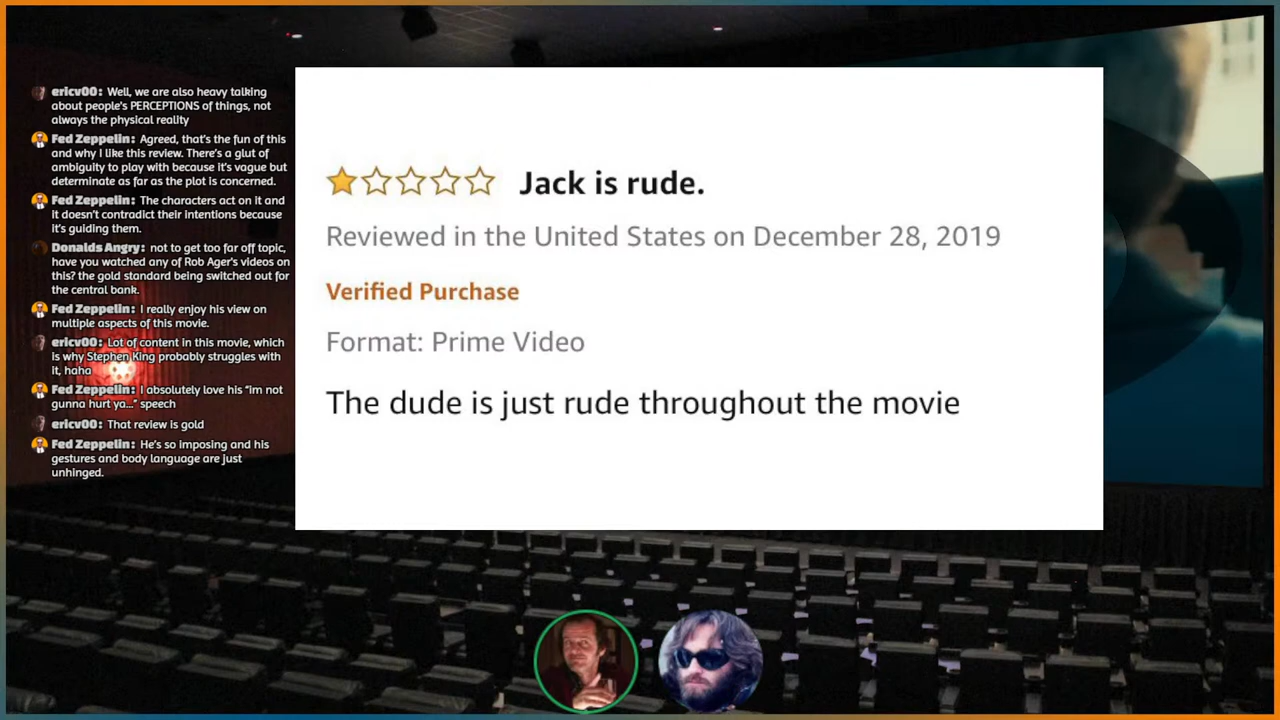 ericv00: Well, we are also heavy talking
about people's PERCEPTIONS of things, not
always the physical reality
Fed Zeppelin: Agreed, that's the fun of this
and why I like this review. There's a glut of
ambiguity to play with because it's vague but
determinate as far as the plot is concerned.
Fed Zeppelin: The characters act on it and
it doesn't contradict their intentions because
it's guiding them.
Donalds Angry: not to get too far off topic,
have you watched any of Rob Ager's videos on
this? the gold standard being switched out for
the central bank.
Fed Zeppelin: I really enjoy his view on
multiple aspects of this movie.
ericv00: Lot of content in this movie, which
is why Stephen King probably struggles with
it, haha
Fed Zeppelin: I absolutely love his "im not
gunna hurt ya..." speech
ericv00: That review is gold
Fed Zeppelin: He's so imposing and his
gestures and body language are just
unhinged.
Jack is rude.
Reviewed in the United States on December 28, 2019
Verified Purchase
Format: Prime Video
The dude is just rude throughout the movie